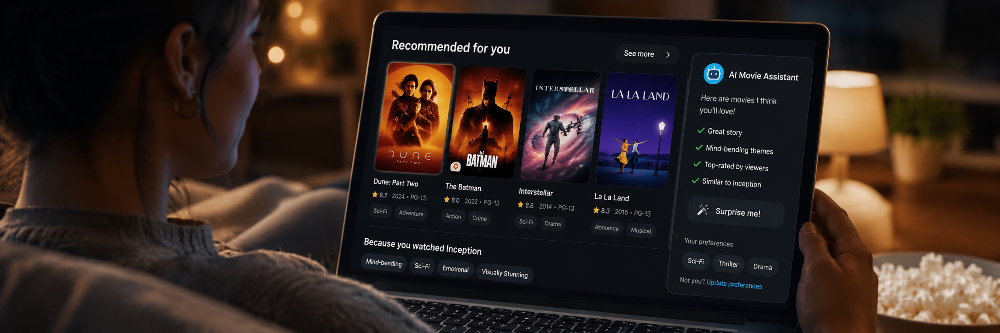 Recommended for you
See more
DUNE
PART TWO
THE
BATMAN
INTERSTELLAR
LA LA LAND
Dune: Part Two
8.7 2024 • PG-13
Sci-Fi
Adventure
The Batman
8.0 2022 • PG-13
Action
Crime
Interstellar
8.6 2014 • PG-13
Sci-Fi
Drama
La La Land
8.3 2016 • PG-13
Romance
Musical
Because you watched Inception
Mind-bending
Sci-Fi
Emotional
Visually Stunning
AI Movie Assistant
Here are movies I think
you'll love!
Great story
Mind-bending themes
Top-rated by viewers
Similar to Inception
Surprise me!
Your preferences
Sci-Fi
Thriller
Drama
Not you? Update preferences